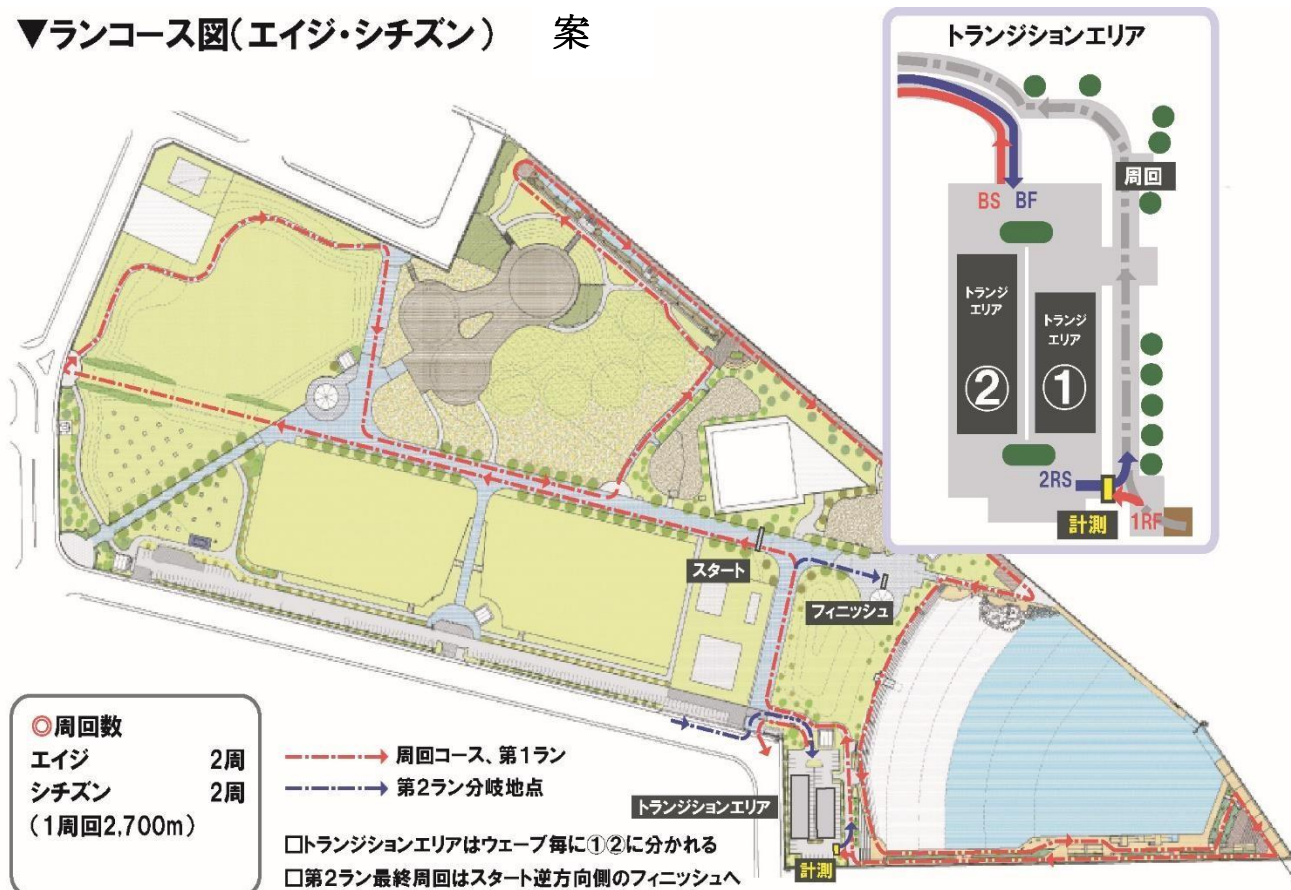 ▼ランコース図(エイジ・シチズン) 案
トランジションエリア
周回
BS BF
トランジ
エリア
②
トランジ
エリア
①
2RS
計測
1RF
スタート
フィニッシュ
◎周回数
エイジ 2周
シチズン 2周
(1周回2,700m)
周回コース、第1ラン
第2ラン分岐地点
トランジションエリア
□トランジションエリアはウェーブ毎に①②に分かれる
□第2ラン最終周回はスタート逆方向側のフィニッシュへ
計測